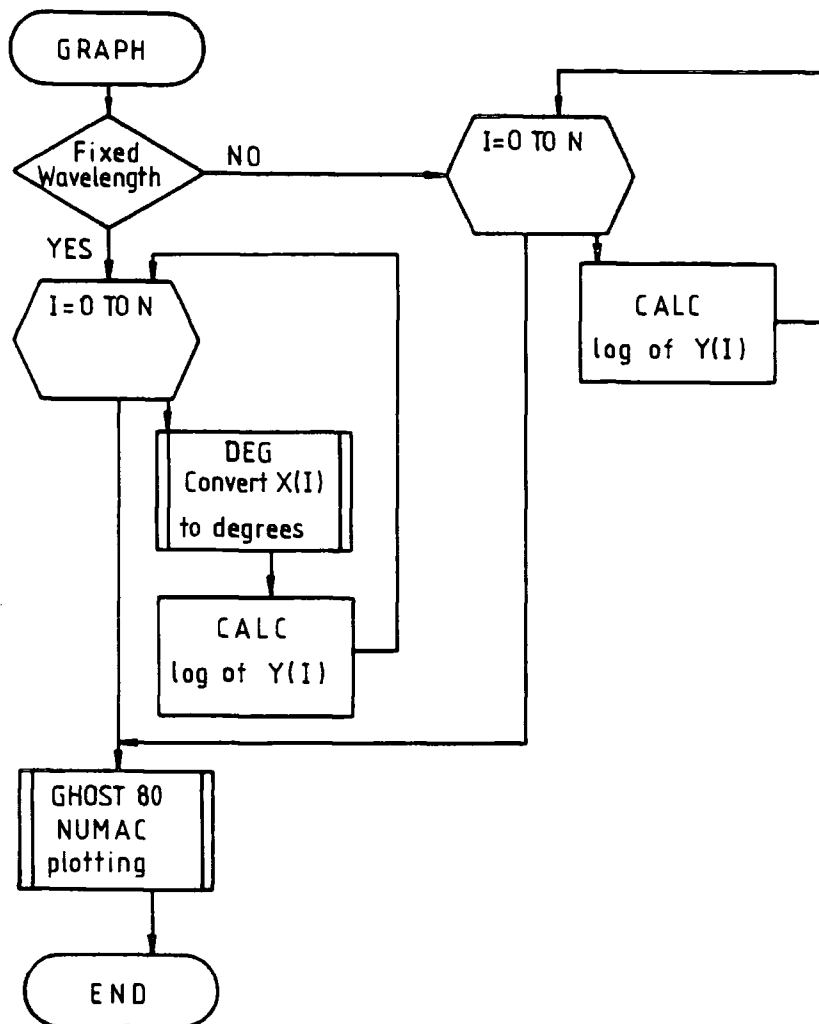 GRAPH
Fixed
Wavelength
NO
YES
I=0 TO N
I=0 TO N
CALC
log of Y(I)
DEG
Convert X(I)
to degrees
CALC
log of Y(I)
GHOST 80
NUMAC
plotting
END